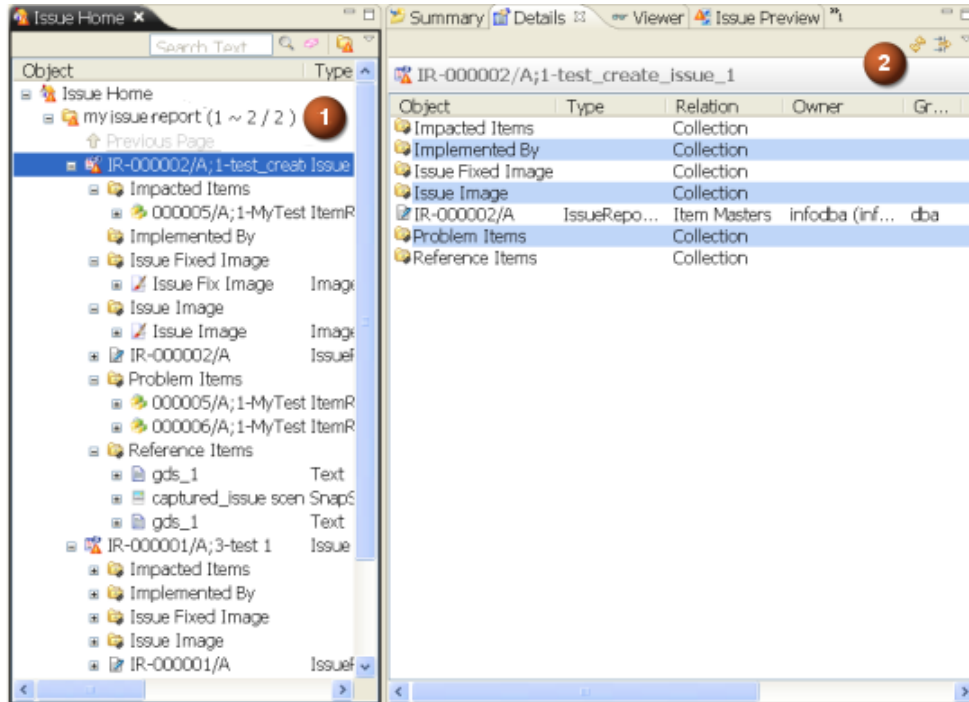 Issue Home
Search Text
Object Type
Issue Home
my issue report (1 ~ 2 / 2 )
1
Previous Page
IR-000002/A;1-test_creat Issue
Impacted Items
000005/A;1-MyTest ItemR
Implemented By
Issue Fixed Image
Issue Fix Image Image
Issue Image
Issue Image Image
IR-000002/A IssueR
Problem Items
000005/A;1-MyTest ItemR
000006/A;1-MyTest ItemR
Reference Items
gds_1 Text
captured_issue scen SnapS
gds_1 Text
IR-000001/A;3-test 1 Issue
Impacted Items
Implemented By
Issue Fixed Image
Issue Image
IR-000001/A IssueR
Summary Details Viewer Issue Preview »1
2
IR-000002/A;1-test_create_issue_1
Object Type Relation Owner Gr...
Impacted Items Collection
Implemented By Collection
Issue Fixed Image Collection
Issue Image Collection
IR-000002/A IssueRepo... Item Masters infodba (inf... dba
Problem Items Collection
Reference Items Collection